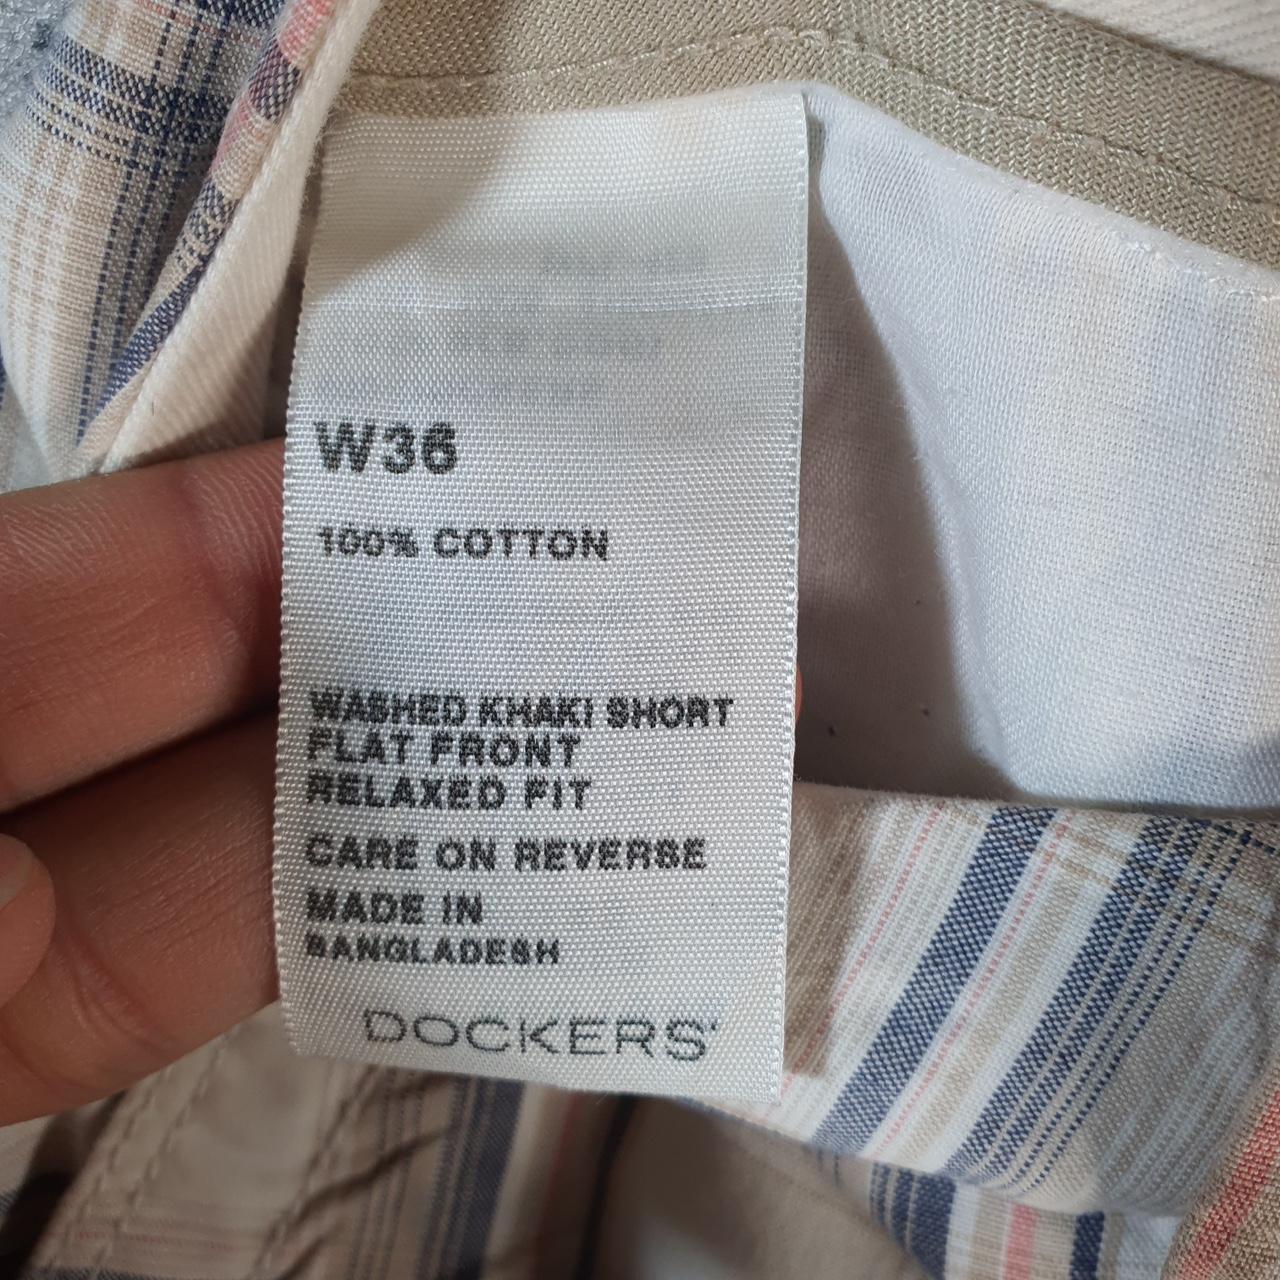 W36
100% COTTON
WASHED KHAKI SHORT
FLAT FRONT
RELAXED FIT
CARE ON REVERSE
MADE IN
BANGLADESH
DOCKERS®